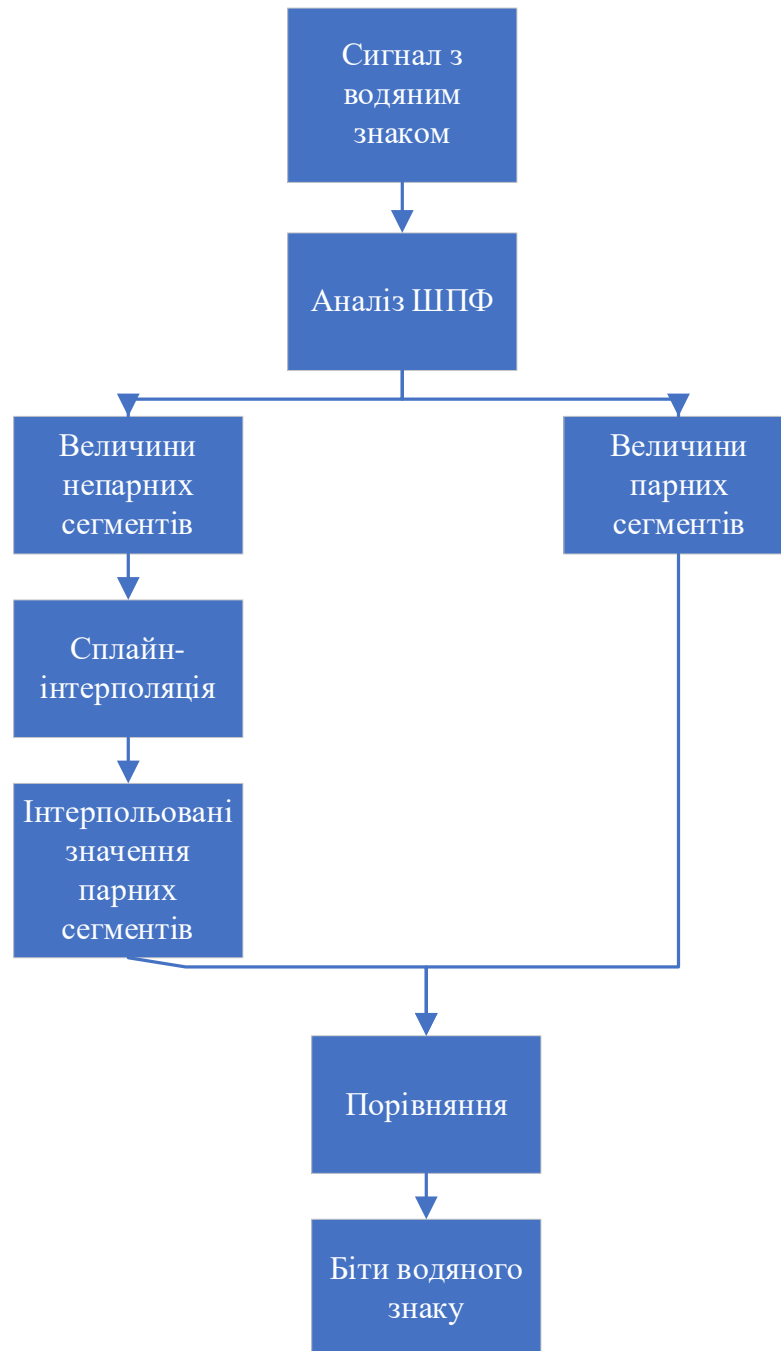 Сигнал з
водяним
знаком
Аналіз ШПФ
Величини
непарних
сегментів
Величини
парних
сегментів
Сплайн-
інтерполяція
Інтерпольовані
значення
парних
сегментів
Порівняння
Біти водяного
знаку